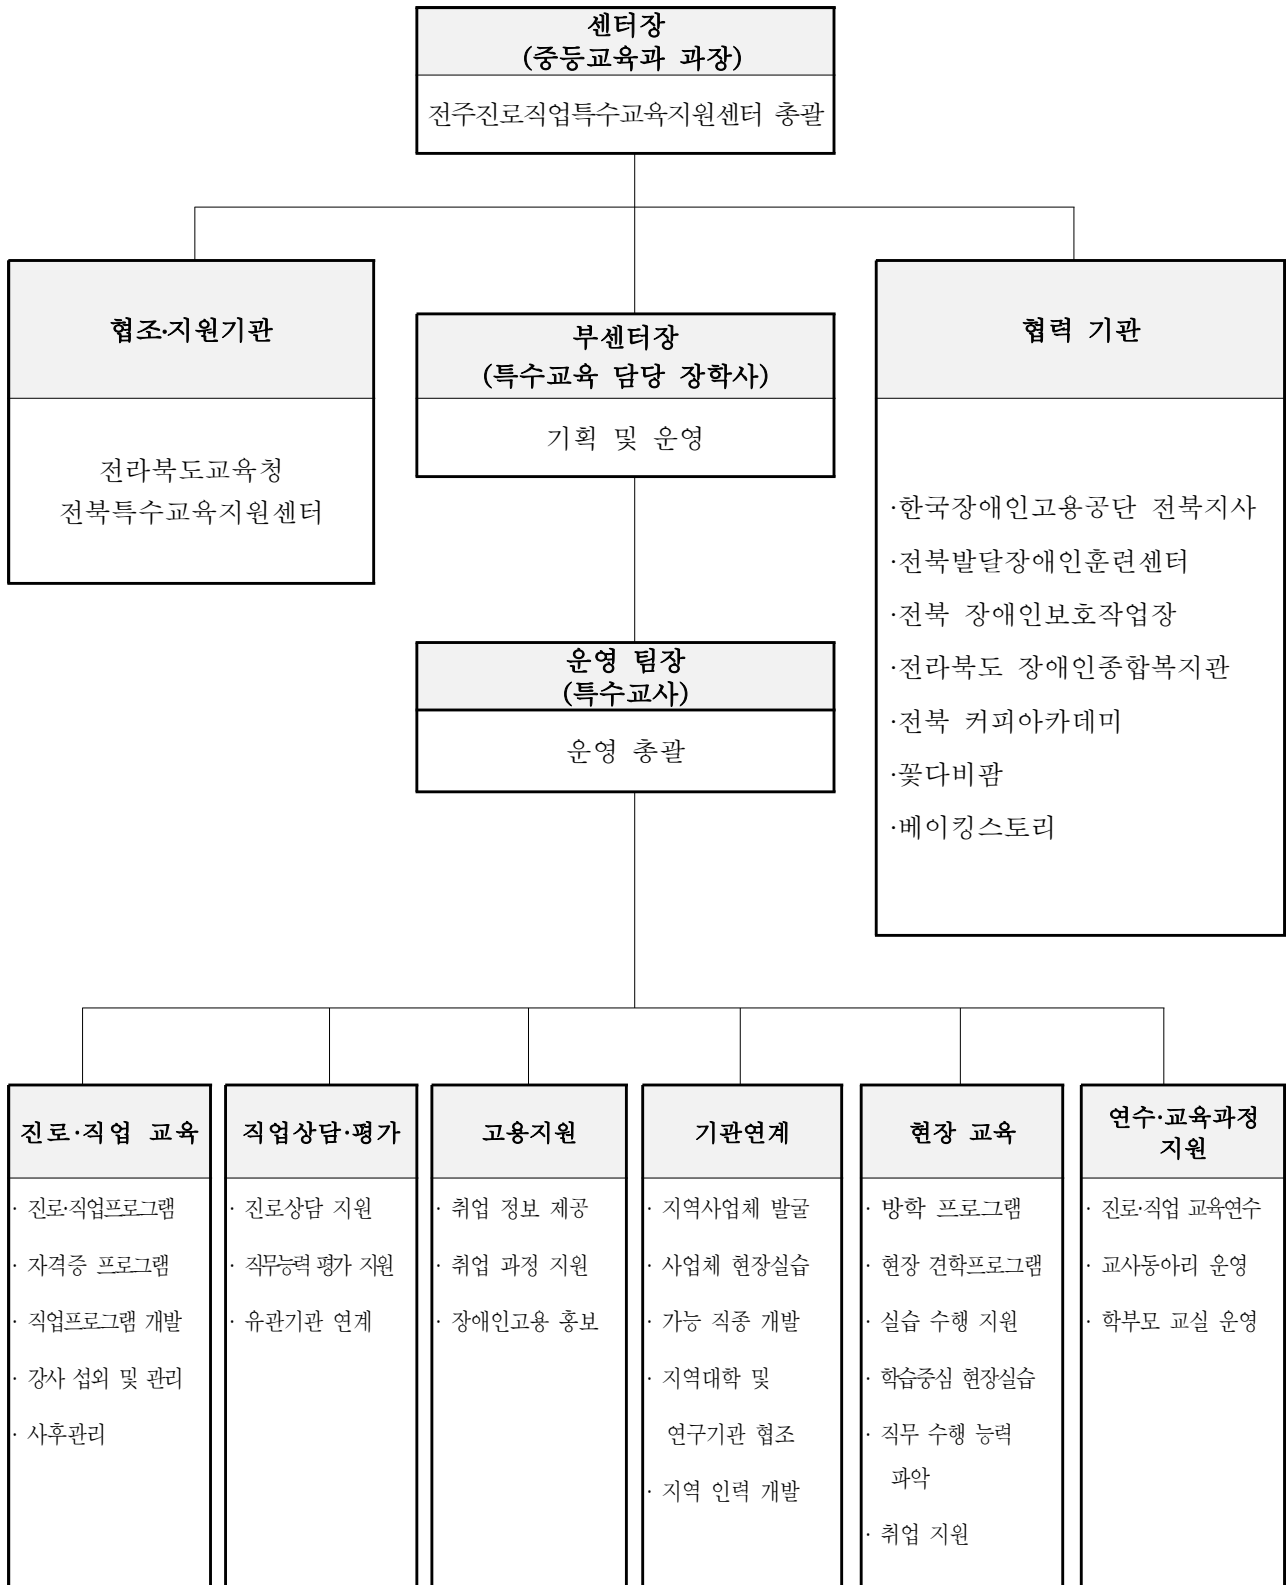 센터장
(중등교육과 과장)
전주진로직업특수교육지원센터 총괄
협조·지원기관
전라북도교육청
전북특수교육지원센터
부센터장
(특수교육 담당 장학사)
기획 및 운영
협력 기관
·한국장애인고용공단 전북지사
·전북발달장애인훈련센터
·전북 장애인보호작업장
·전라북도 장애인종합복지관
·전북 커피아카데미
·꽃다비팜
·베이킹스토리
운영 팀장
(특수교사)
운영 총괄
진로·직업 교육
· 진로·직업프로그램
· 자격증 프로그램
· 직업프로그램 개발
· 강사 섭외 및 관리
· 사후관리
직업상담·평가
· 진로상담 지원
· 직무능력 평가 지원
· 유관기관 연계
고용지원
· 취업 정보 제공
· 취업 과정 지원
· 장애인고용 홍보
기관연계
· 지역사업체 발굴
· 사업체 현장실습
· 가능 직종 개발
· 지역대학 및
연구기관 협조
· 지역 인력 개발
현장 교육
· 방학 프로그램
· 현장 견학프로그램
· 실습 수행 지원
· 학습중심 현장실습
· 직무 수행 능력
파악
· 취업 지원
연수·교육과정
지원
· 진로·직업 교육연수
· 교사동아리 운영
· 학부모 교실 운영